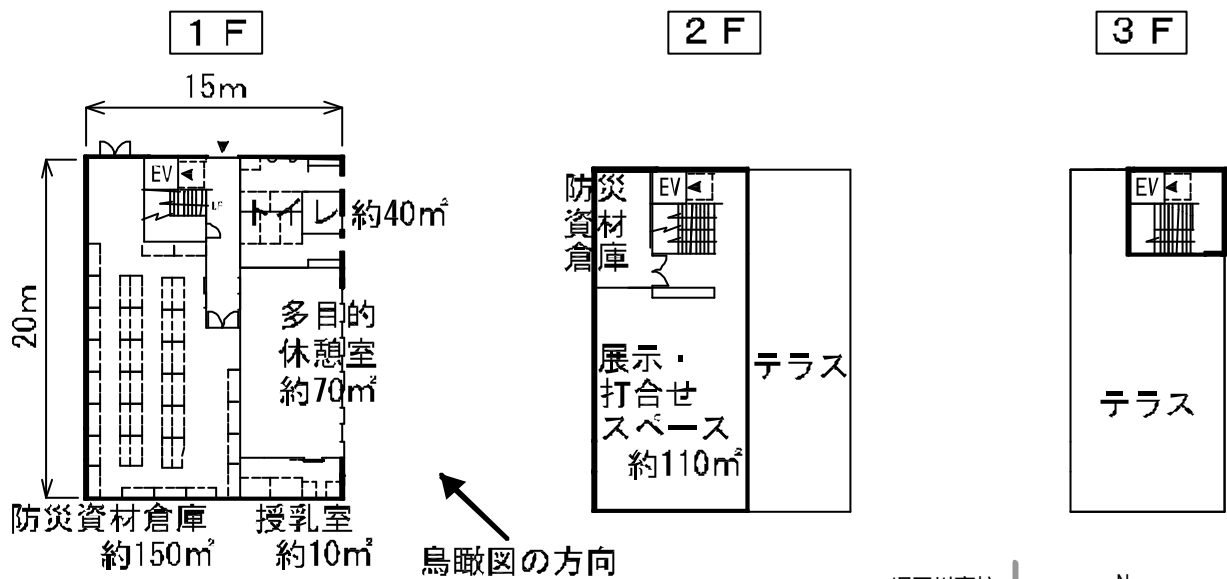 1F
2F
3F
15m
20m
EV
トイレ
約40㎡
多目的
休憩室
約70㎡
防災資材倉庫
約150㎡
授乳室
約10㎡
鳥瞰図の方向
防災
資材
倉庫
EV
展示・
打合せ
スペース
約110㎡
テラス
EV
テラス
N